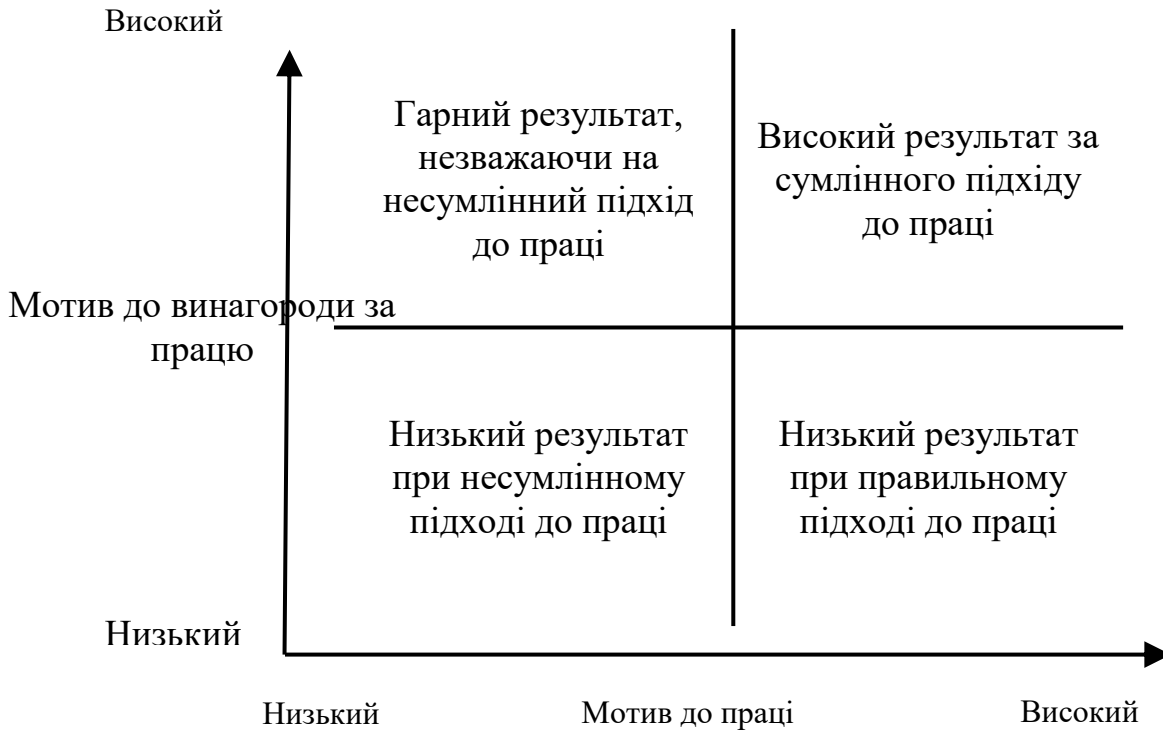 Високий
Гарний результат,
незважаючи на
несумлінний підхід
до праці
Високий результат за
сумлінного підхіду
до праці
Мотив до винагороди за
працю
Низький результат
при несумлінному
підході до праці
Низький результат
при правильному
підході до праці
Низький
Низький
Мотив до праці
Високий